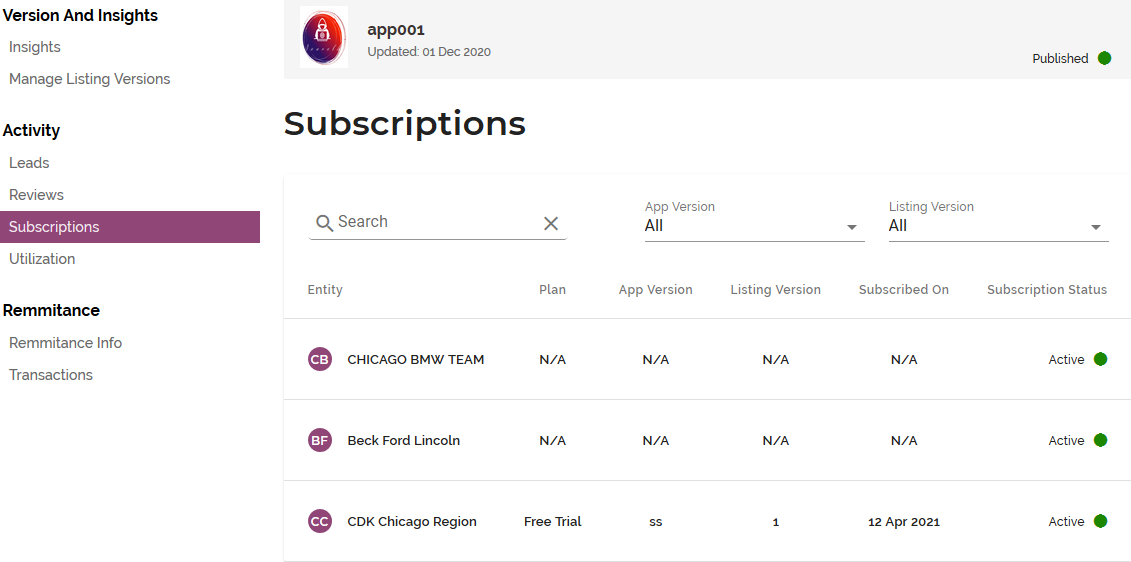 Version And Insights
Insights
Manage Listing Versions
Activity
Leads
Reviews
Subscriptions
Utilization
Remmitance
Remmitance Info
Transactions
app001
Updated: 01 Dec 2020
Published
Subscriptions
Search
App Version
All
Listing Version
All
Entity Plan App Version Listing Version Subscribed On Subscription Status
CB CHICAGO BMW TEAM N/A N/A N/A N/A Active
BF Beck Ford Lincoln N/A N/A N/A N/A Active
CC CDK Chicago Region Free Trial ss 1 12 Apr 2021 Active